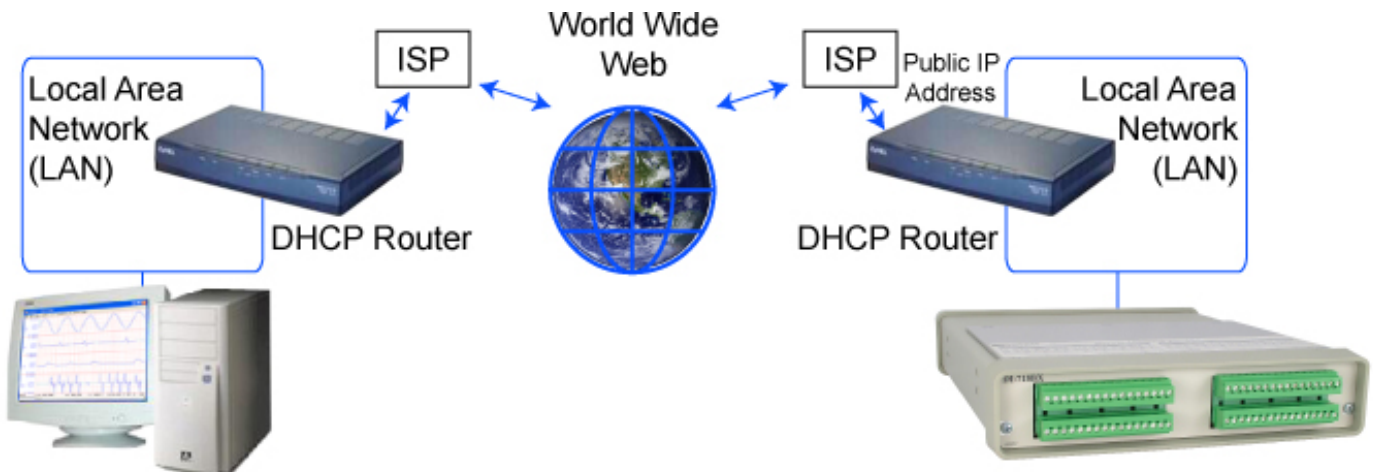 World Wide
Web
ISP
ISP
Public IP
Address
Local Area
Network
(LAN)
Local Area
Network
(LAN)
DHCP Router
DHCP Router